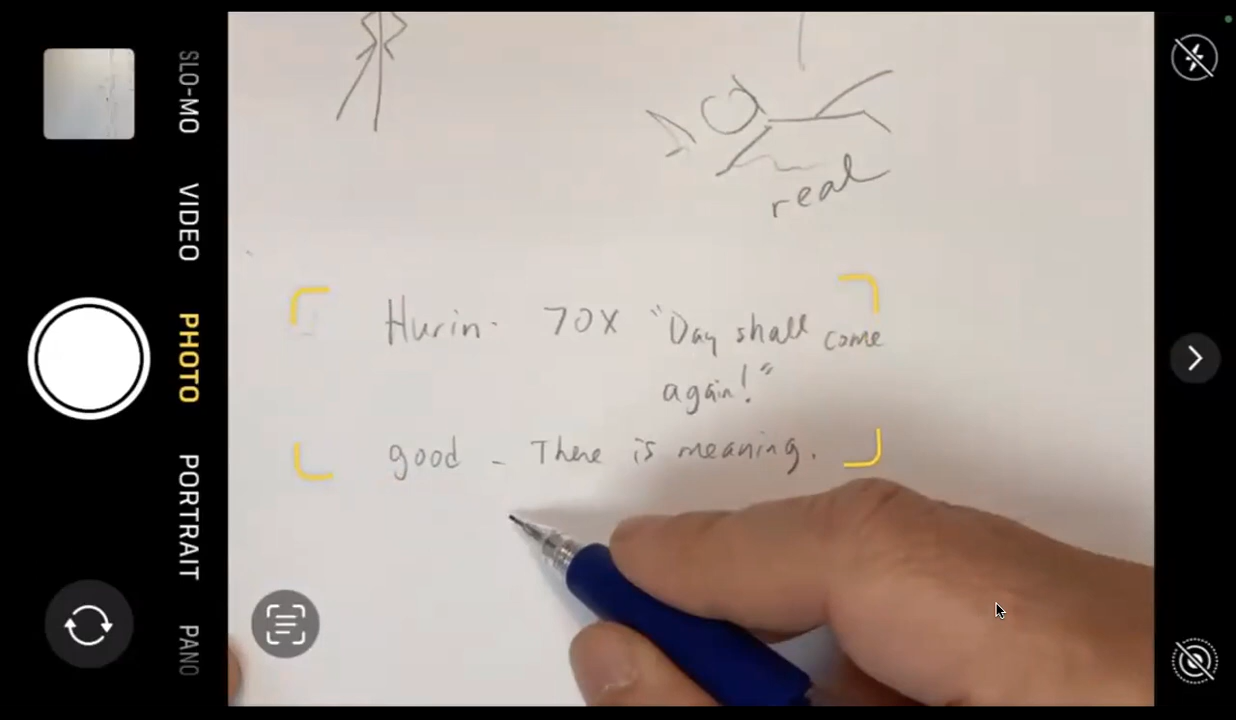 SLO-MO
VIDEO
PHOTO
PORTRAIT
PANO
real
Hurin. 70X "Day shall come
again!"
good - There is meaning.